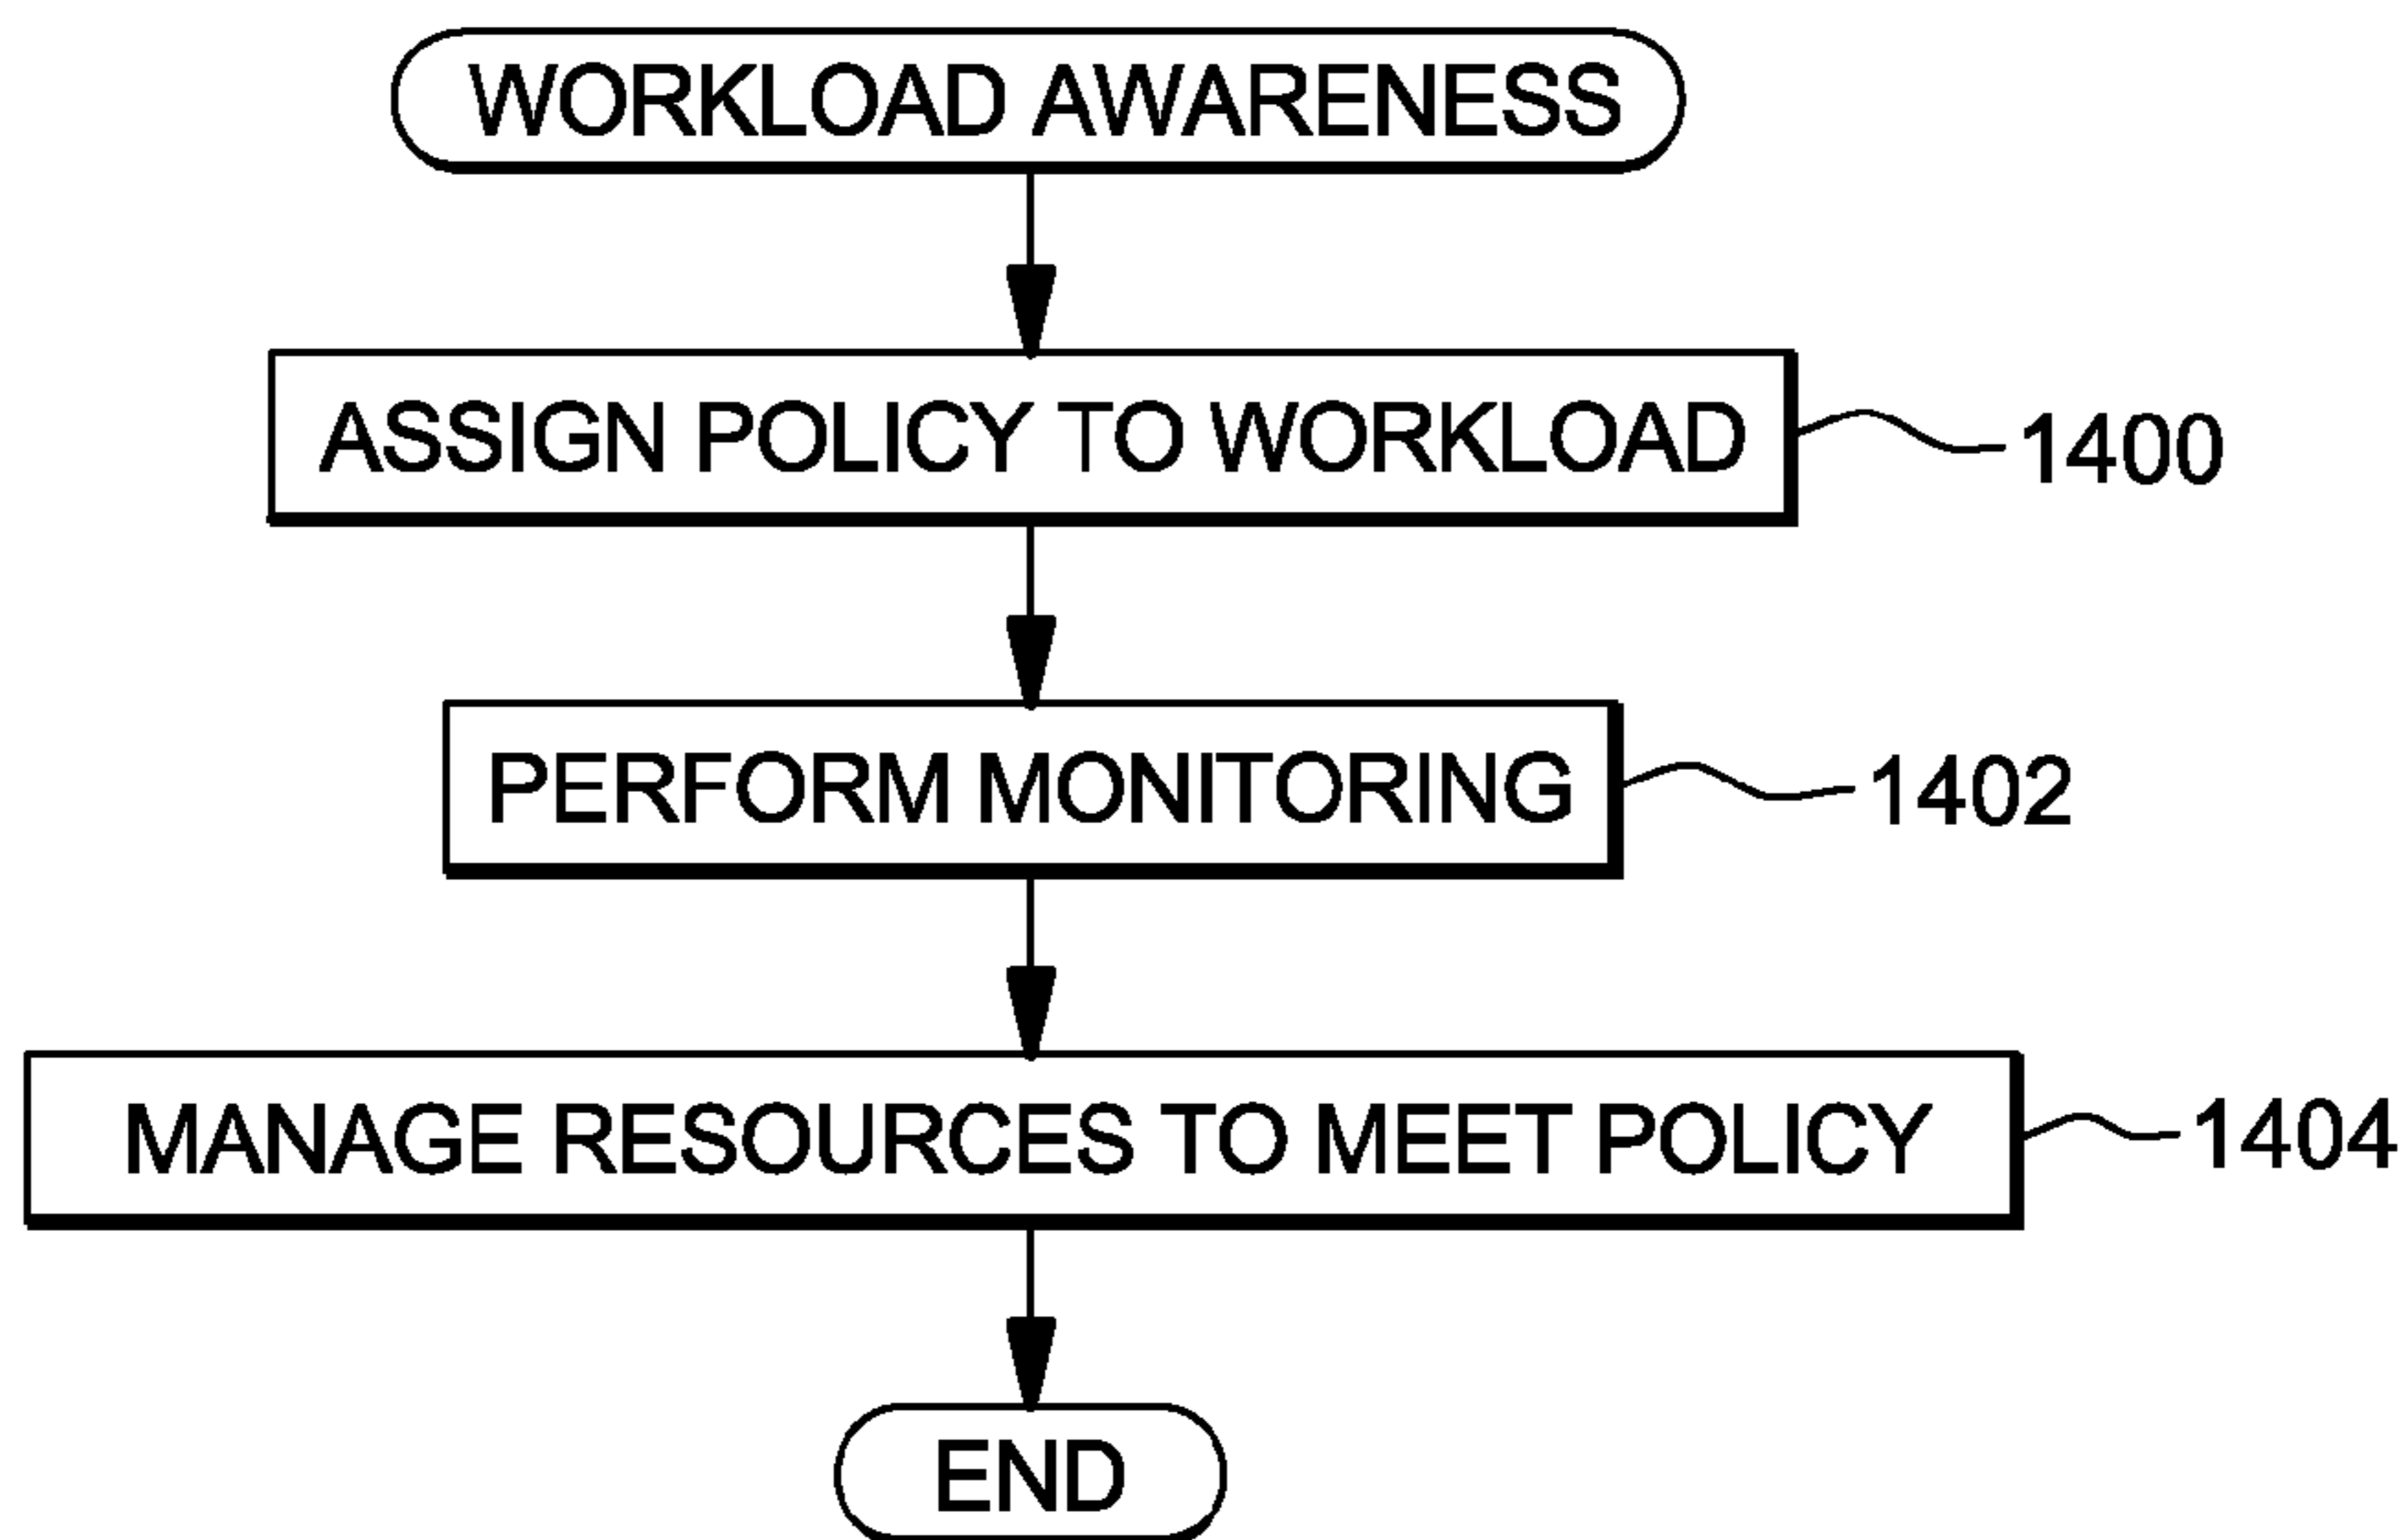 WORKLOAD AWARENESS
ASSIGN POLICY TO WORKLOAD
1400
PERFORM MONITORING
1402
MANAGE RESOURCES TO MEET POLICY
1404
END